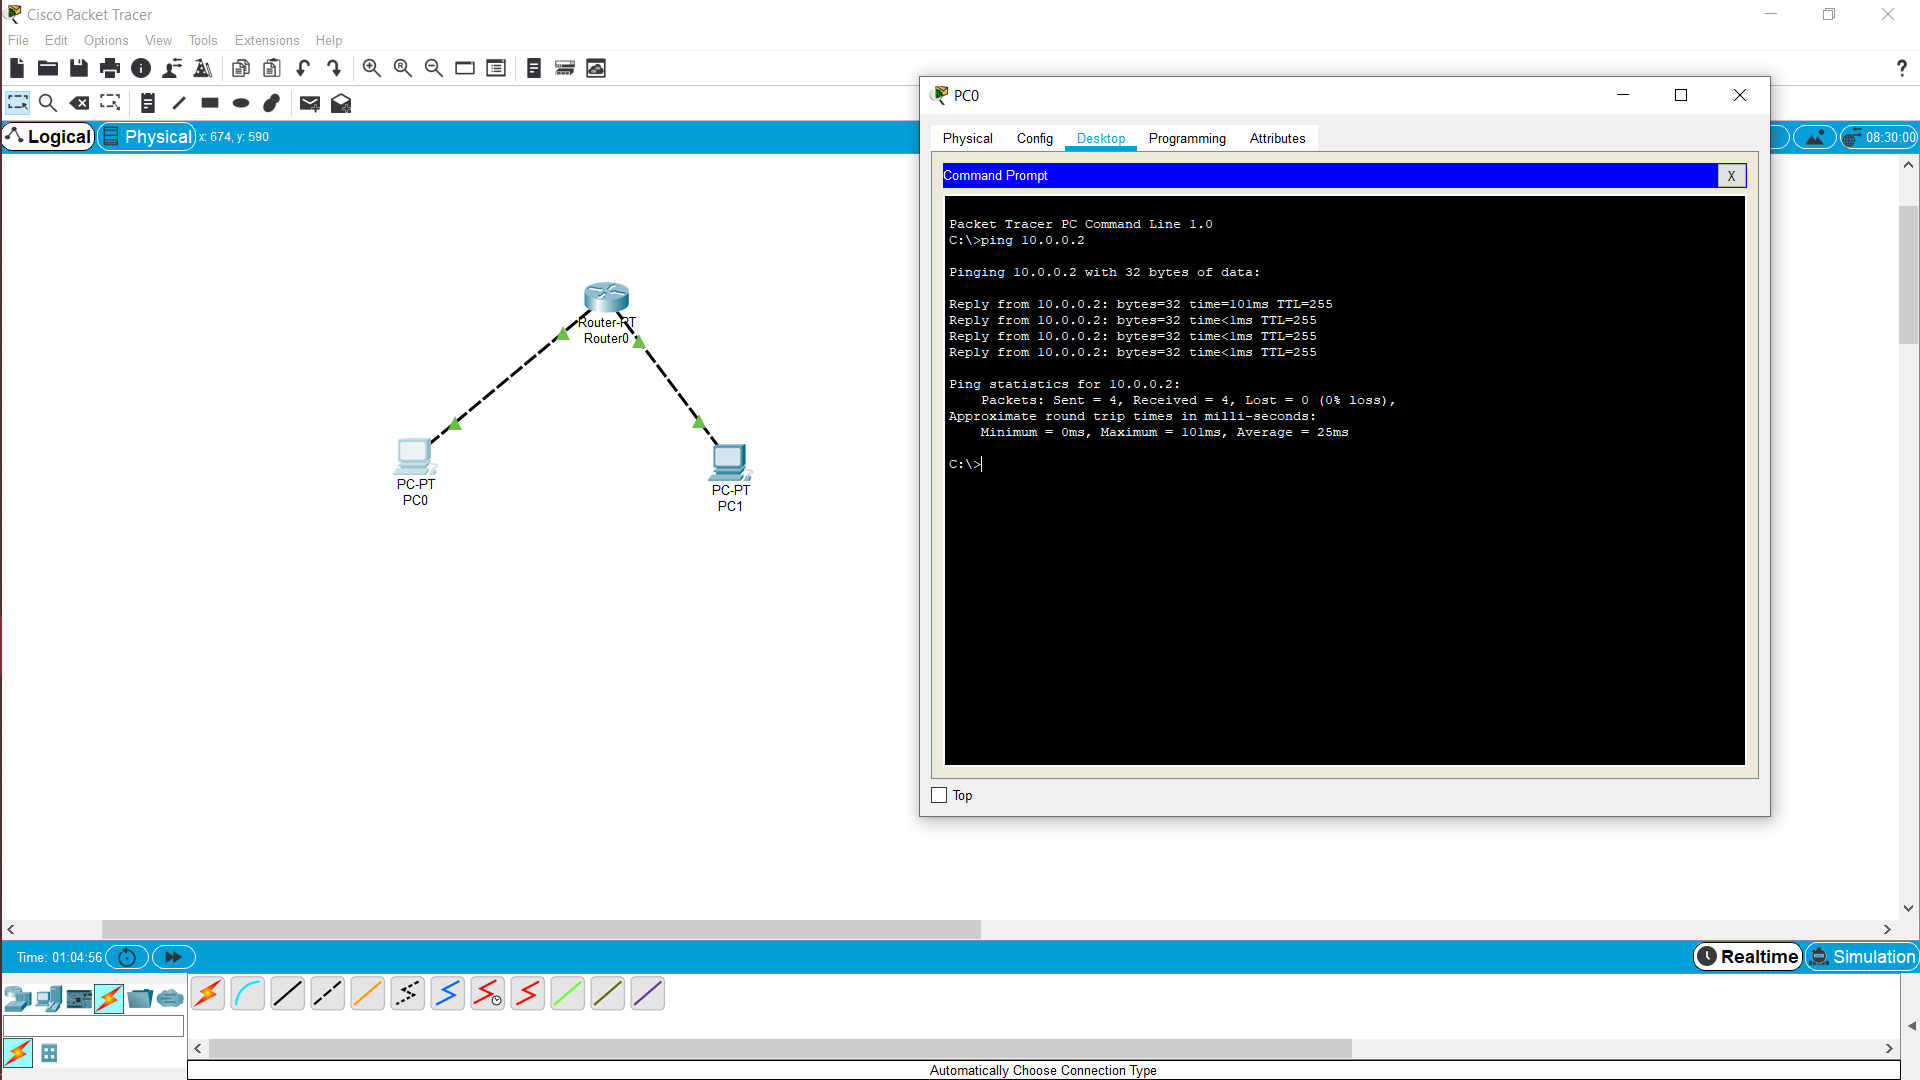 Cisco Packet Tracer
File Edit Options View Tools Extensions Help
?
Logical Physical x: 674, y: 590
08:30:00
Router-PT
Router0
PC-PT
PC0
PC-PT
PC1
PC0
Physical Config Desktop Programming Attributes
Command Prompt X
Packet Tracer PC Command Line 1.0
C:\>ping 10.0.0.2
Pinging 10.0.0.2 with 32 bytes of data:
Reply from 10.0.0.2: bytes=32 time=101ms TTL=255
Reply from 10.0.0.2: bytes=32 time<1ms TTL=255
Reply from 10.0.0.2: bytes=32 time<1ms TTL=255
Reply from 10.0.0.2: bytes=32 time<1ms TTL=255
Ping statistics for 10.0.0.2:
Packets: Sent = 4, Received = 4, Lost = 0 (0% loss),
Approximate round trip times in milli-seconds:
Minimum = 0ms, Maximum = 101ms, Average = 25ms
C:\>
Top
Time: 01:04:56
Realtime Simulation
Automatically Choose Connection Type